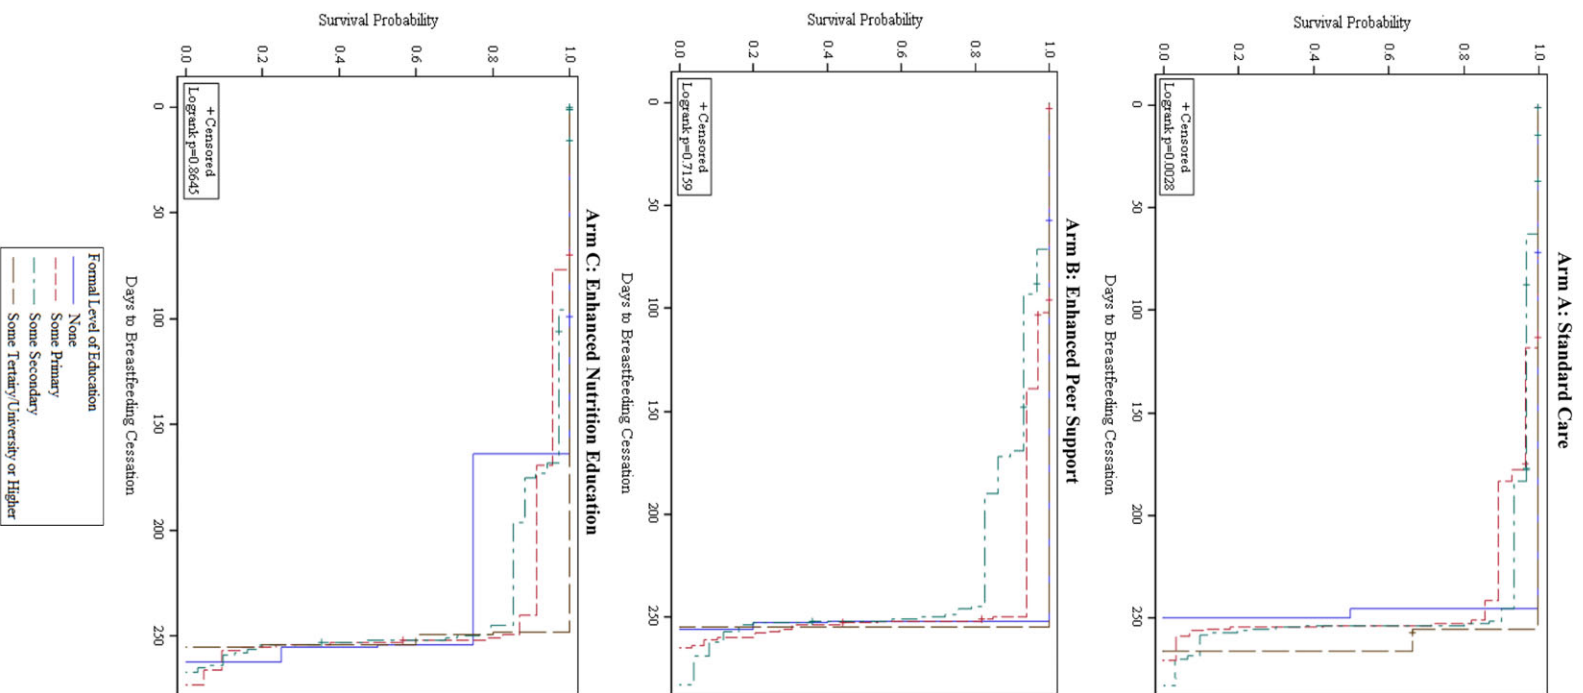 Arm A: Standard Care
Survival Probability
1.0
0.8
0.6
0.4
0.2
0.0
+ Censored
Logrank p=0.0028
0
50
100
150
200
250
Days to Breastfeeding Cessation
Arm B: Enhanced Peer Support
Survival Probability
1.0
0.8
0.6
0.4
0.2
0.0
+ Censored
Logrank p=0.7159
0
50
100
150
200
250
Days to Breastfeeding Cessation
Arm C: Enhanced Nutrition Education
Survival Probability
1.0
0.8
0.6
0.4
0.2
0.0
+ Censored
Logrank p=0.8645
0
50
100
150
200
250
Days to Breastfeeding Cessation
Formal Level of Education
None
Some Primary
Some Secondary
Some Tertairy/University or Higher